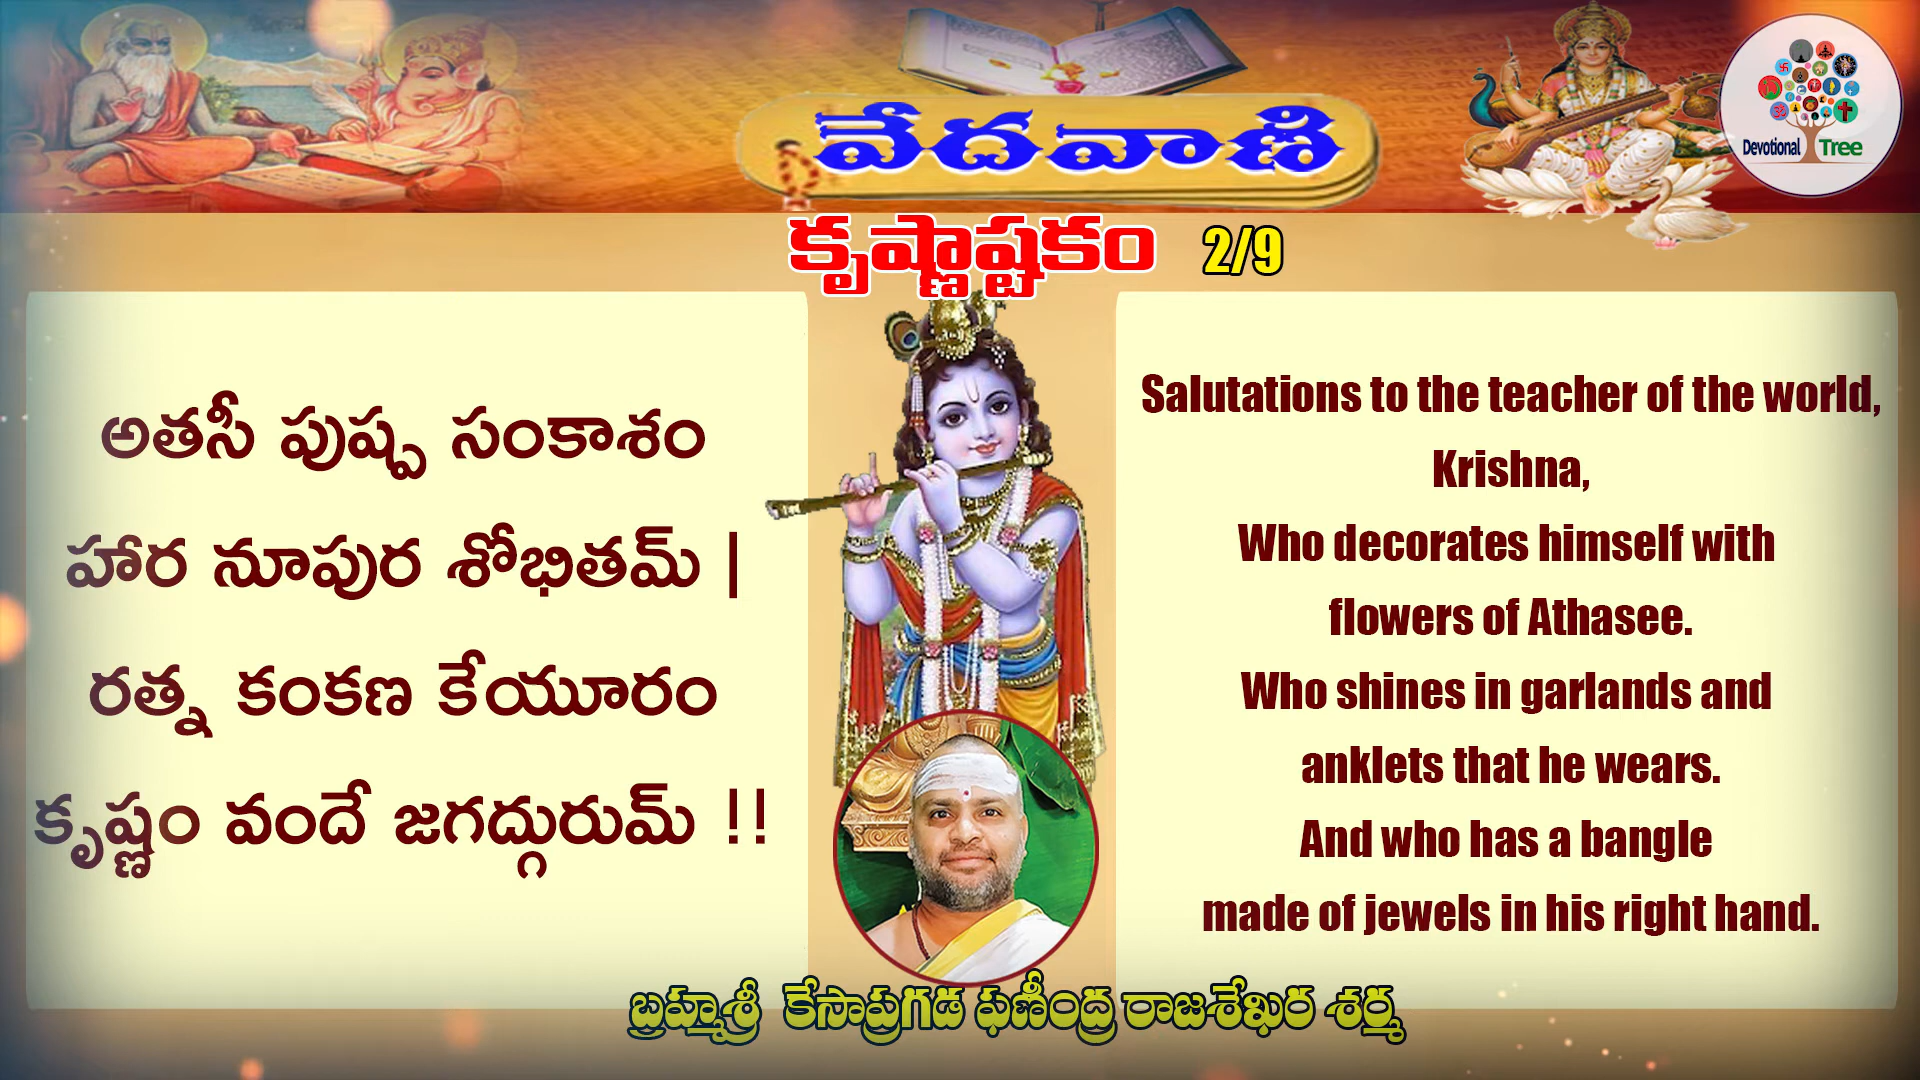 వేదవాణి
Devotional Tree
కృష్ణాష్టకం 2/9
అతసీ పుష్ప సంకాశం
హార నూపుర శోభితమ్ |
రత్న కంకణ కేయూరం
కృష్ణం వందే జగద్గురుమ్ !!
Salutations to the teacher of the world,
Krishna,
Who decorates himself with
flowers of Athasee.
Who shines in garlands and
anklets that he wears.
And who has a bangle
made of jewels in his right hand.
బ్రహ్మశ్రీ కేసాప్రగడ ఫణీంద్ర రాజశేఖర శర్మ